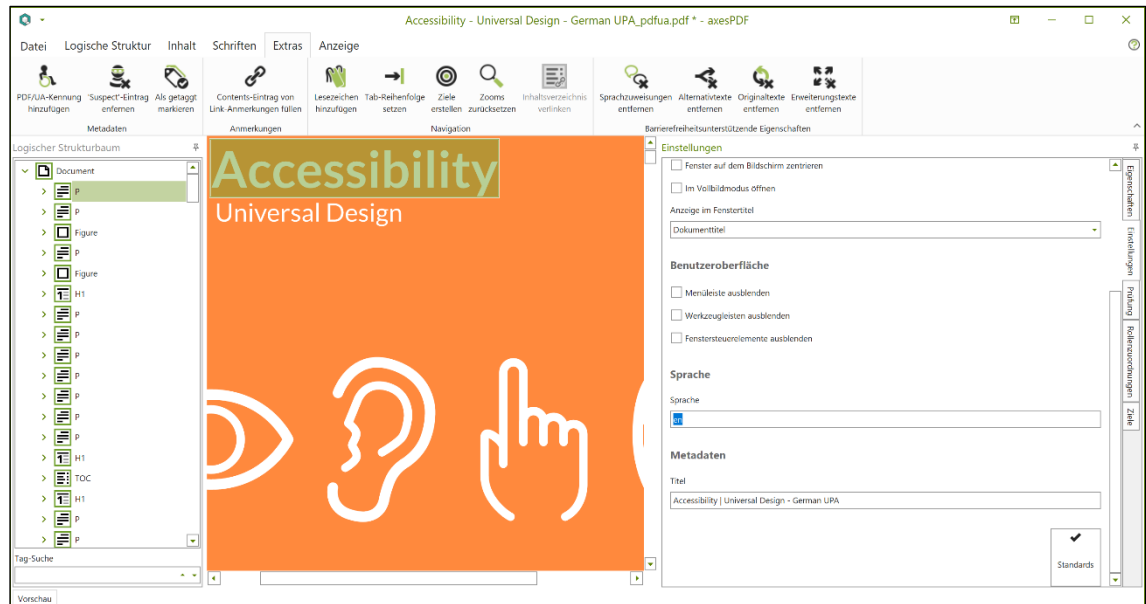 Accessibility - Universal Design - German UPA_pdfua.pdf * - axesPDF
Datei Logische Struktur Inhalt Schriften Extras Anzeige
PDF/UA-Kennung hinzufügen
'Suspect'-Eintrag entfernen
Als getaggt markieren
Metadaten
Contents-Eintrag von Link-Anmerkungen füllen
Anmerkungen
Lesezeichen hinzufügen
Tab-Reihenfolge setzen
Ziele erstellen
Zooms zurücksetzen
Inhaltsverzeichnis verlinken
Navigation
Sprachzuweisungen entfernen
Alternativtexte entfernen
Originaltexte entfernen
Erweiterungstexte entfernen
Barrierefreiheitsunterstützende Eigenschaften
Logischer Strukturbaum
Document
P
P
Figure
P
Figure
H1
P
P
P
P
P
P
P
H1
TOC
H1
P
P
Tag-Suche
Vorschau
Accessibility
Universal Design
Einstellungen
Fenster auf dem Bildschirm zentrieren
Im Vollbildmodus öffnen
Anzeige im Fenstertitel
Dokumenttitel
Benutzeroberfläche
Menüleiste ausblenden
Werkzeugleisten ausblenden
Fenstersteuerelemente ausblenden
Sprache
Sprache
en
Metadaten
Titel
Accessibility | Universal Design - German UPA
Standards
Eigenschaften
Einstellungen
Prüfung
Rollenzuordnungen
Ziele